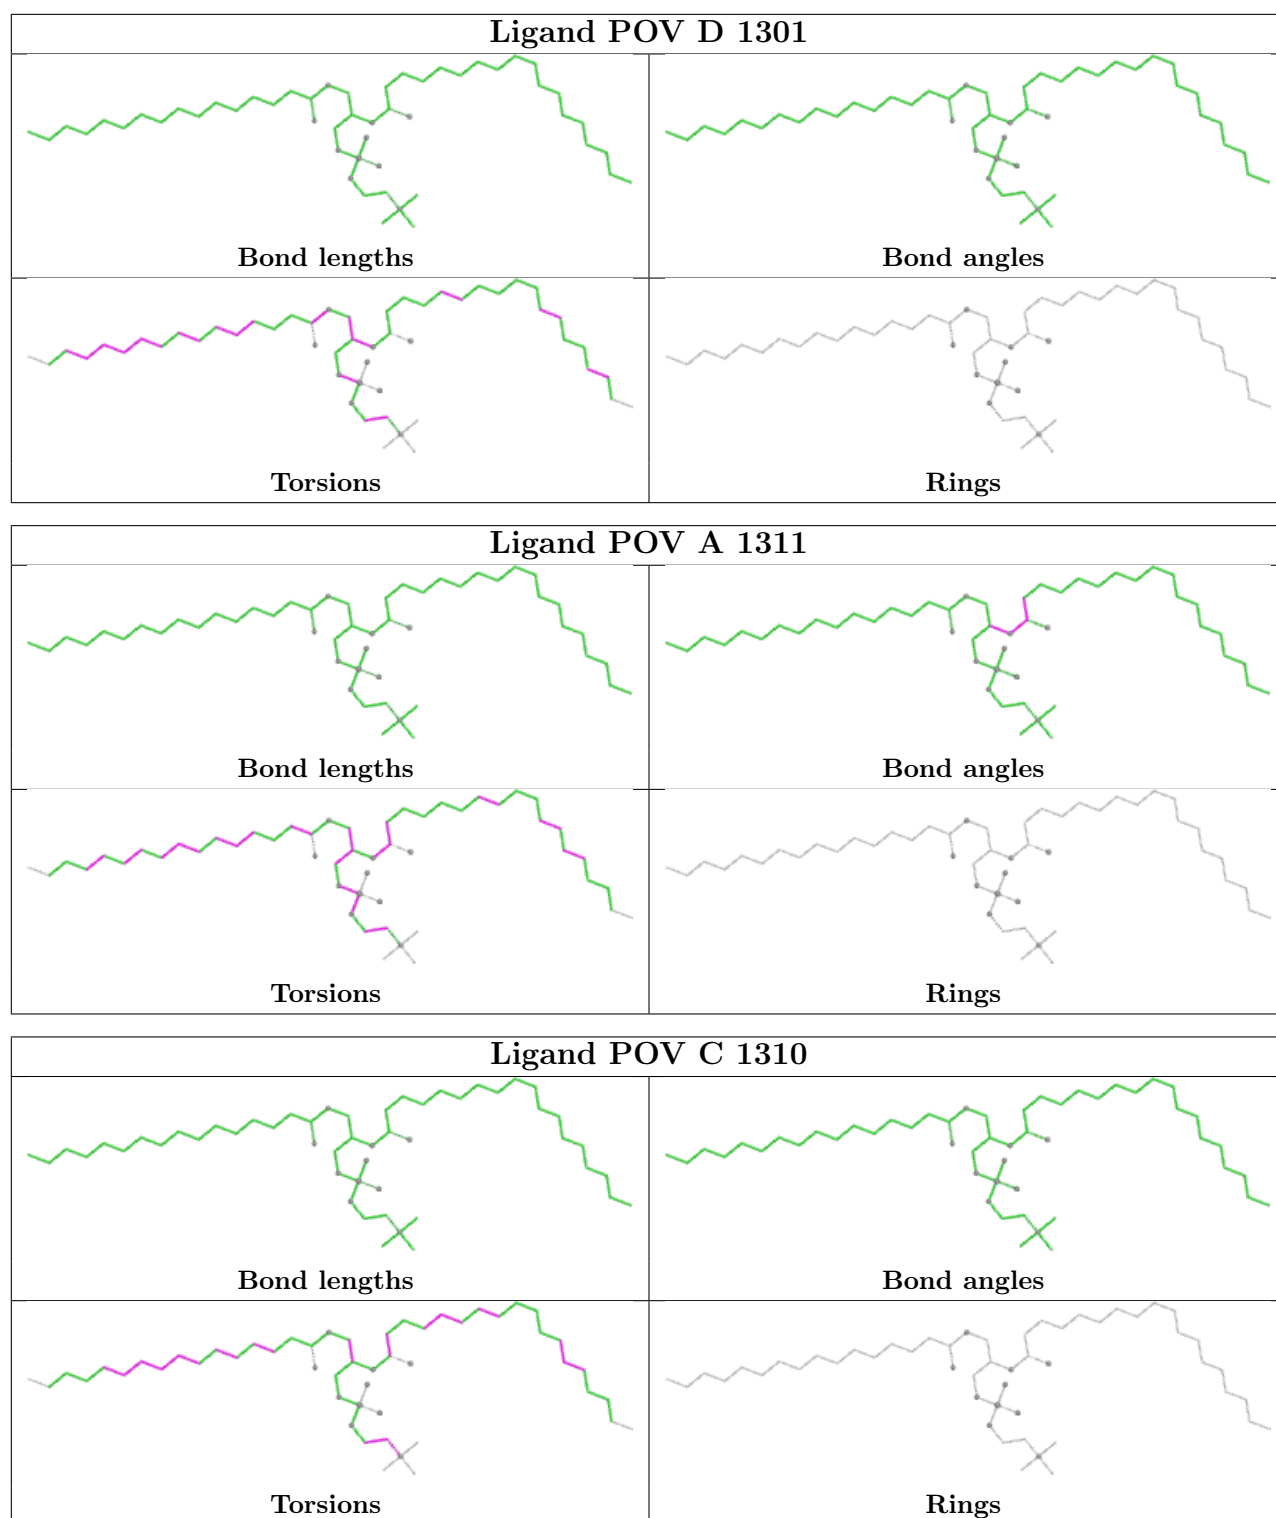 Ligand POV D 1301
Bond lengths
Bond angles
Torsions
Rings
Ligand POV A 1311
Bond lengths
Bond angles
Torsions
Rings
Ligand POV C 1310
Bond lengths
Bond angles
Torsions
Rings